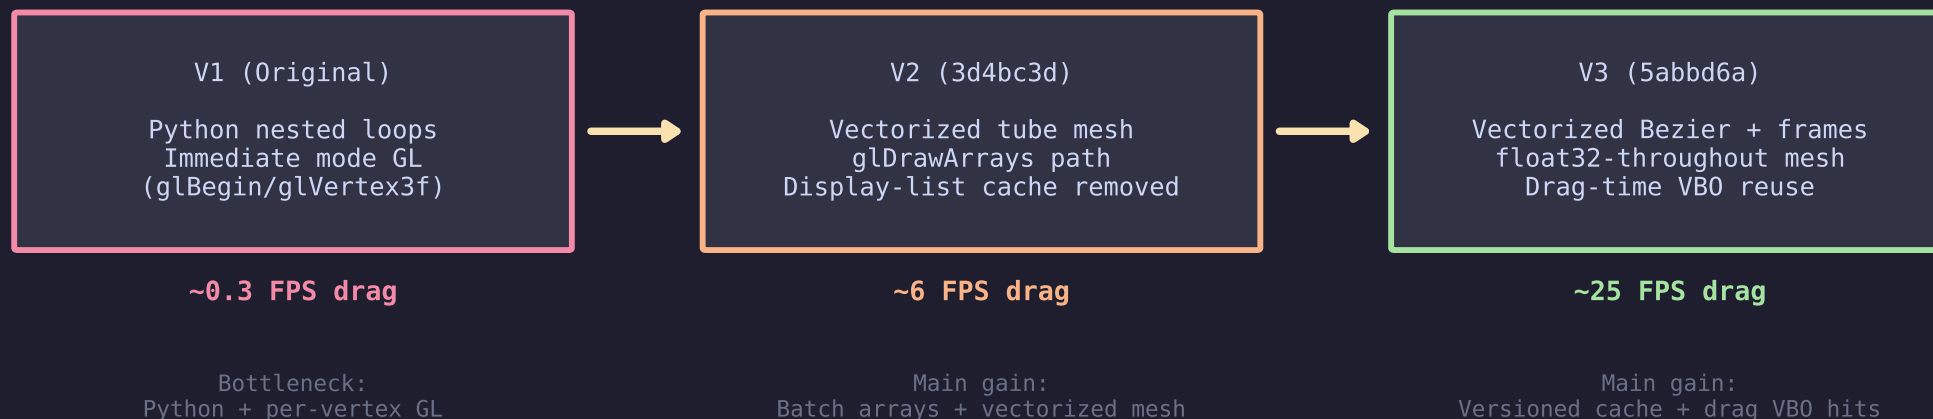 V1 (Original)
Python nested loops
Immediate mode GL
(glBegin/glVertex3f)
~0.3 FPS drag
Bottleneck:
Python + per-vertex GL
V2 (3d4bc3d)
Vectorized tube mesh
glDrawArrays path
Display-list cache removed
~6 FPS drag
Main gain:
Batch arrays + vectorized mesh
V3 (5abbd6a)
Vectorized Bezier + frames
float32-throughout mesh
Drag-time VBO reuse
~25 FPS drag
Main gain:
Versioned cache + drag VBO hits